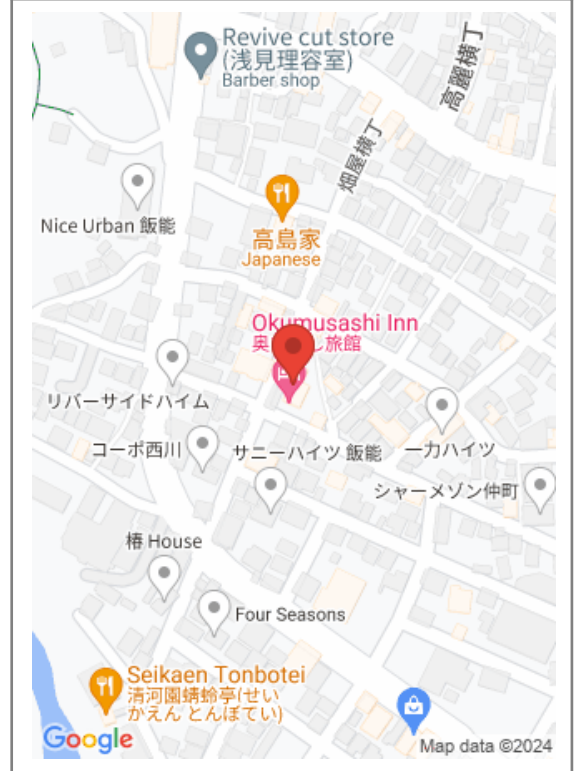 Revive cut store
(浅見理容室)
Barber shop
高麗横丁
畑屋横丁
高島家
Japanese
Nice Urban 飯能
Okumusashi Inn
奥 し旅館
リバーサイドハイム
コーポ西川
サニーハイツ 飯能
一力ハイツ
シャーメゾン仲町
椿 House
Four Seasons
Seikaen Tonbotei
清河園蜻蛉亭(せい
かえん とんぼてい)
Google
Map data ©2024